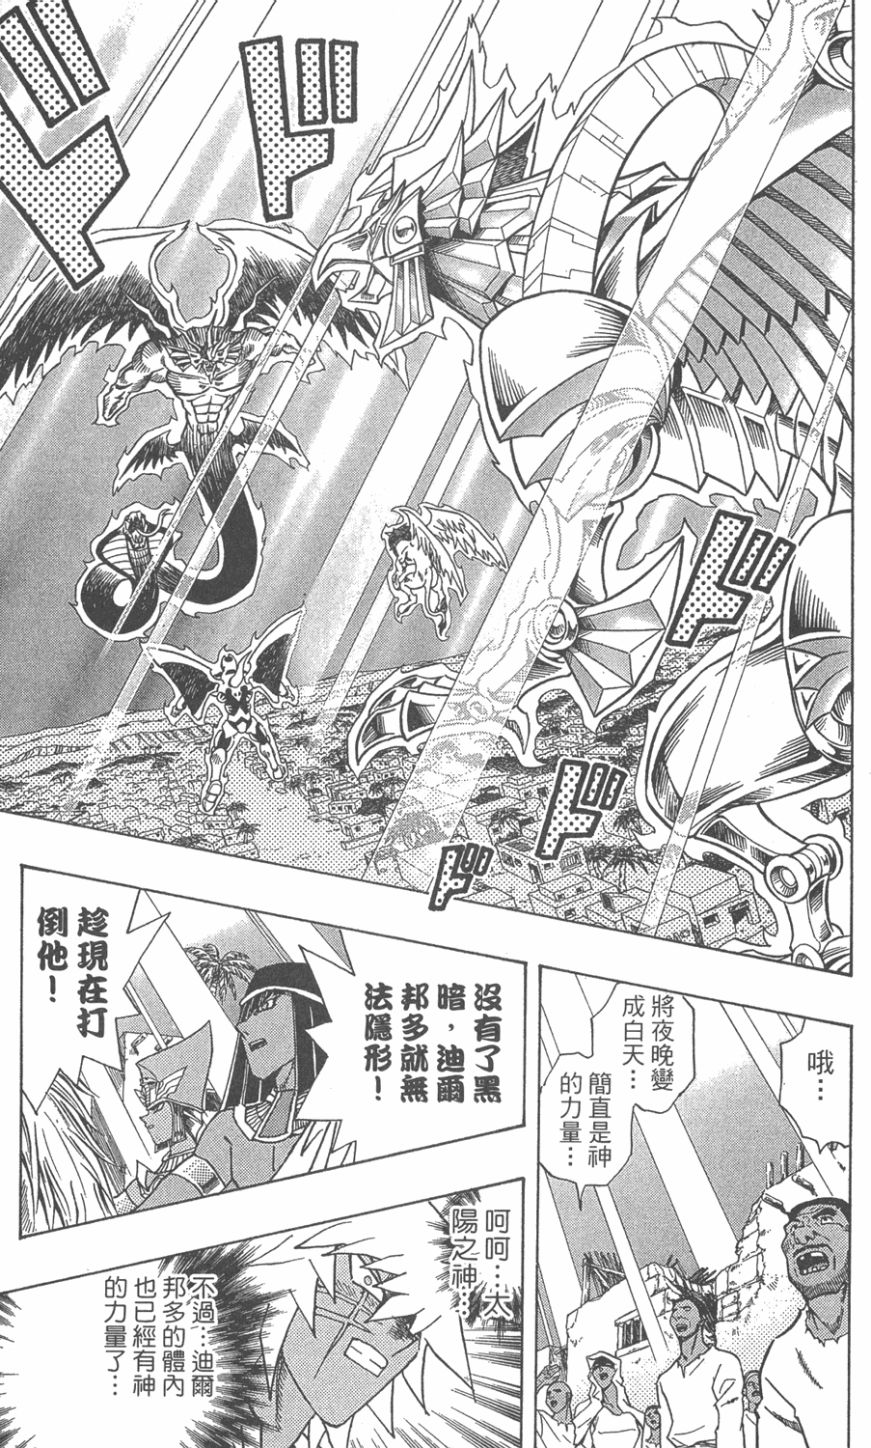 ド
ド
ド
ド
ド
哦…
將夜晚變
成白天…
簡直是神
的力量…
沒有了黑
暗，迪爾
邦多就無
法隱形！
趁現在打
倒他！
呵呵…太
陽之神…
不過…迪爾
邦多的體內
也已經有神
的力量了…